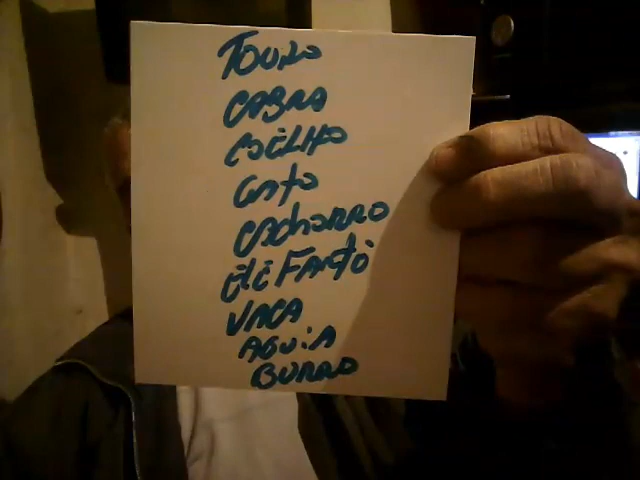 TOURO
CABRA
COELHO
GATO
CACHORRO
ELEFANTE
VACA
AGUIA
BURRO